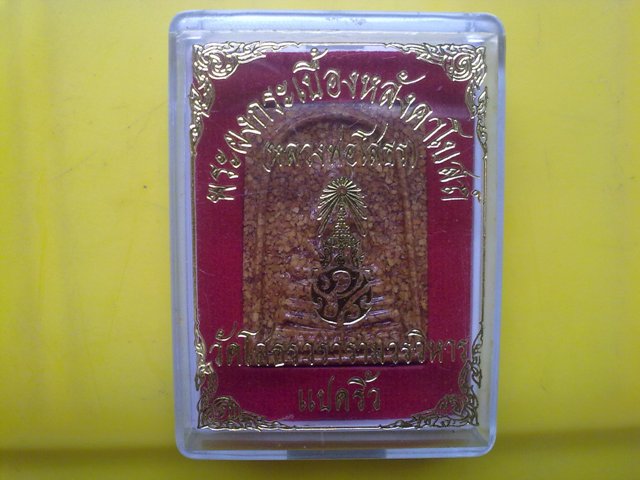 พระผงกระเบื้องหลังคาโบสถ์
(หลวงพ่อโสธร)
วัดโสธรวรารามวรวิหาร
แปดริ้ว